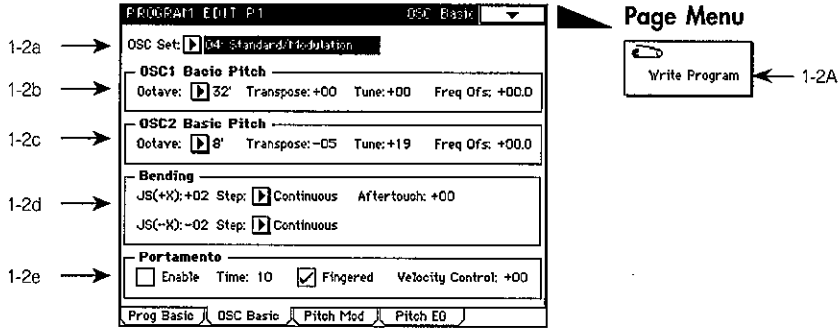 PROGRAM EDIT P1 OSC Basic
Page Menu
1-2a OSC Set: 04: Standard/Modulation
Write Program 1-2A
OSC1 Basic Pitch
1-2b Octave: 32' Transpose: +00 Tune: +00 Freq Ofs: +00.0
OSC2 Basic Pitch
1-2c Octave: 8' Transpose: -05 Tune: +19 Freq Ofs: +00.0
Bending
JS(+X): +02 Step: Continuous Aftertouch: +00
1-2d
JS(-X): -02 Step: Continuous
Portamento
1-2e Enable Time: 10 Fingered Velocity Control: +00
Prog Basic OSC Basic Pitch Mod Pitch EG